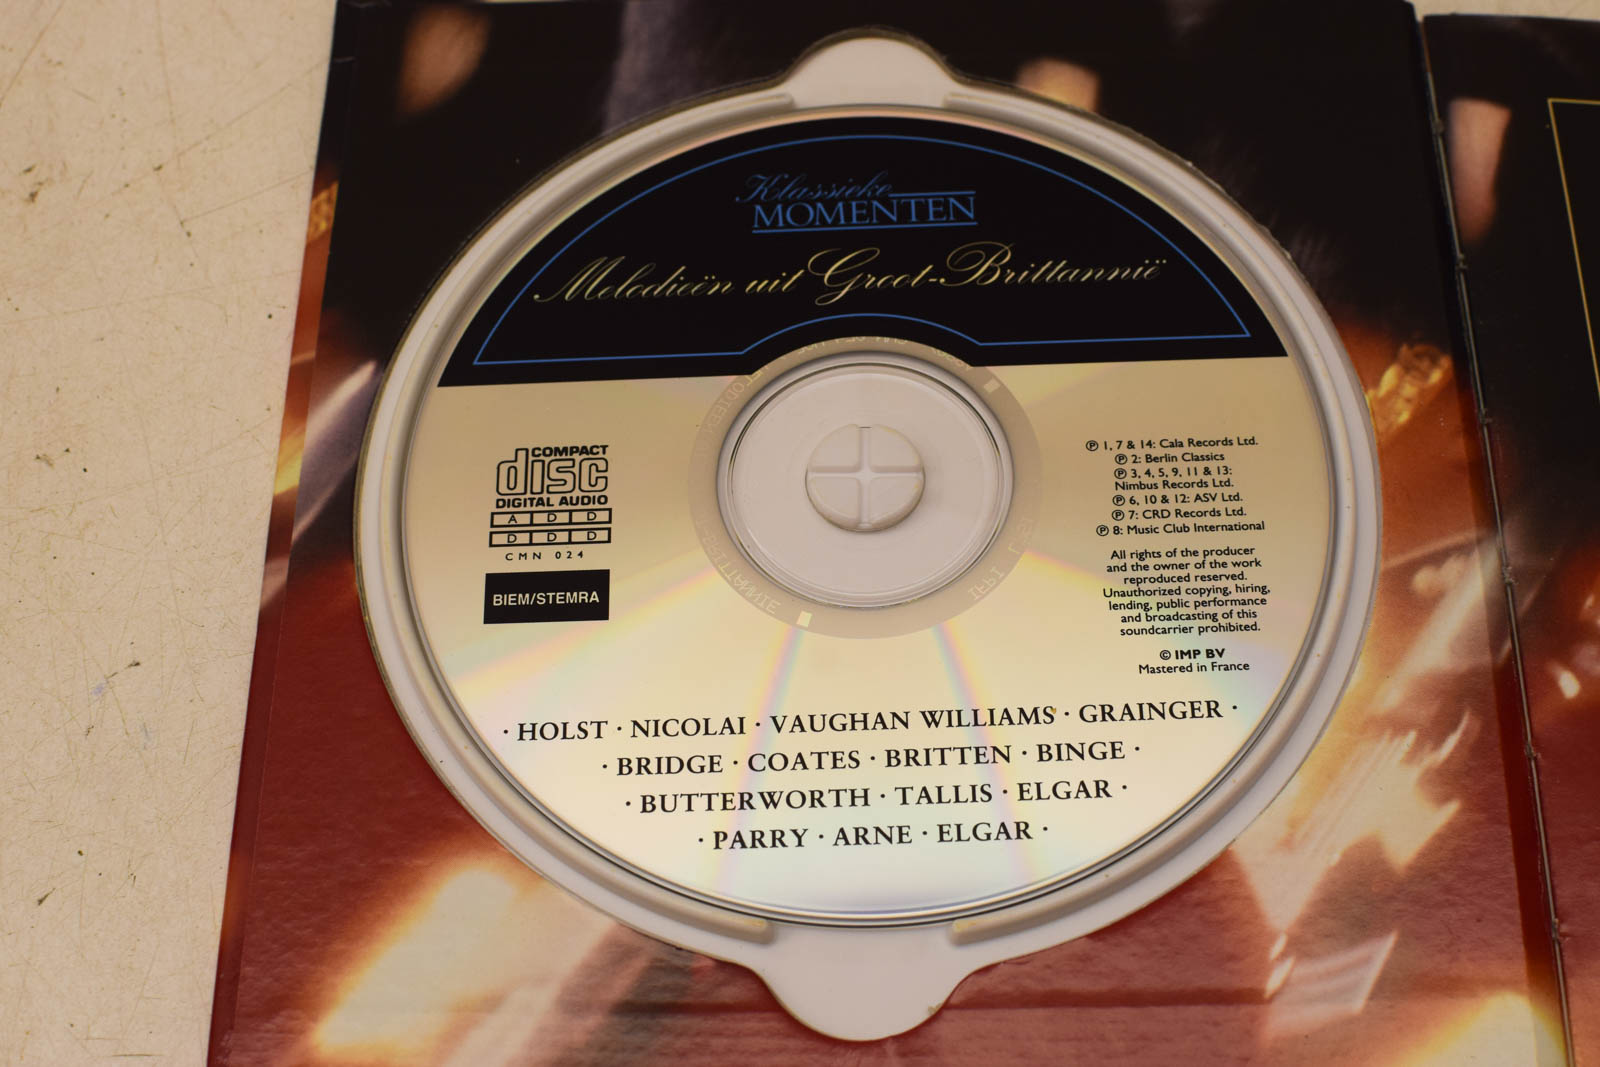 Klassieke
MOMENTEN
Melodieën uit Groot-Brittannië
COMPACT
disc
DIGITAL AUDIO
A D D
D D D
CMN 024
BIEM/STEMRA
℗ 1, 7 & 14: Cala Records Ltd.
℗ 2: Berlin Classics
℗ 3, 4, 5, 9, 11 & 13:
Nimbus Records Ltd.
℗ 6, 10 & 12: ASV Ltd.
℗ 7: CRD Records Ltd.
℗ 8: Music Club International
All rights of the producer
and the owner of the work
reproduced reserved.
Unauthorized copying, hiring,
lending, public performance
and broadcasting of this
soundcarrier prohibited.
© IMP BV
Mastered in France
· HOLST · NICOLAI · VAUGHAN WILLIAMS · GRAINGER ·
· BRIDGE · COATES · BRITTEN · BINGE ·
· BUTTERWORTH · TALLIS · ELGAR ·
· PARRY · ARNE · ELGAR ·
IFPI